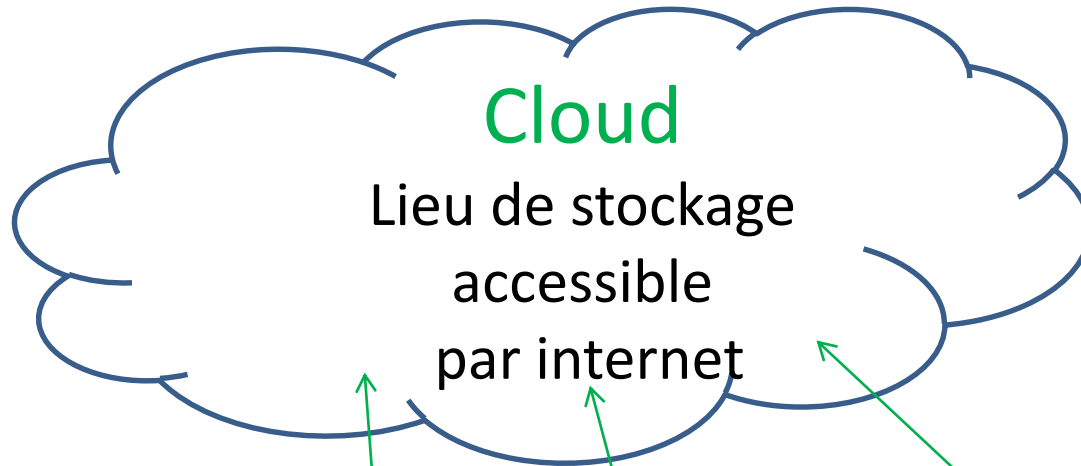 Cloud
Lieu de stockage
accessible
par internet